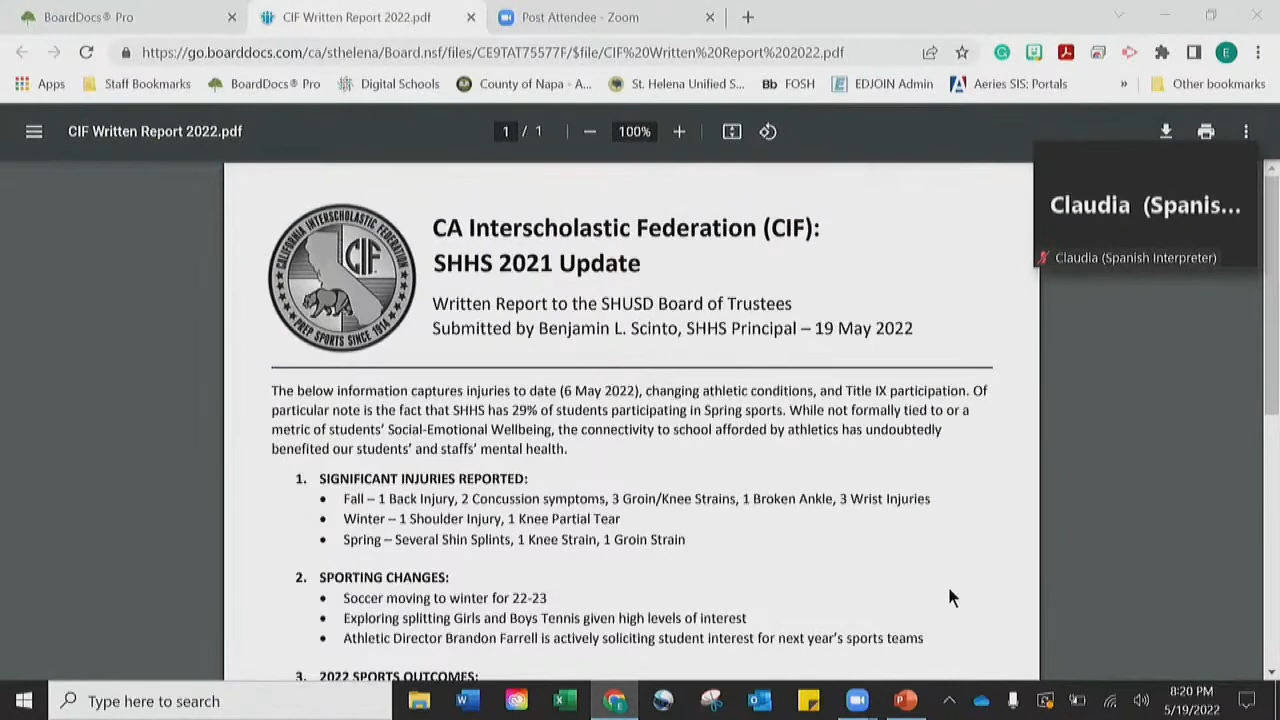 BoardDocs® Pro
CIF Written Report 2022.pdf
Post Attendee - Zoom
https://go.boarddocs.com/ca/sthelena/Board.nsf/files/CE9TAT75577F/$file/CIF%20Written%20Report%202022.pdf
Apps
Staff Bookmarks
BoardDocs® Pro
Digital Schools
County of Napa - A...
St. Helena Unified S...
Bb FOSH
EDJOIN Admin
Aeries SIS: Portals
»
Other bookmarks
CIF Written Report 2022.pdf
1 / 1
100%
Claudia (Spanis...
Claudia (Spanish Interpreter)
CALIFORNIA INTERSCHOLASTIC FEDERATION
CIF
PREP SPORTS SINCE 1914
CA Interscholastic Federation (CIF):
SHHS 2021 Update
Written Report to the SHUSD Board of Trustees
Submitted by Benjamin L. Scinto, SHHS Principal – 19 May 2022
The below information captures injuries to date (6 May 2022), changing athletic conditions, and Title IX participation. Of
particular note is the fact that SHHS has 29% of students participating in Spring sports. While not formally tied to or a
metric of students’ Social-Emotional Wellbeing, the connectivity to school afforded by athletics has undoubtedly
benefited our students’ and staffs’ mental health.
1. SIGNIFICANT INJURIES REPORTED:
• Fall – 1 Back Injury, 2 Concussion symptoms, 3 Groin/Knee Strains, 1 Broken Ankle, 3 Wrist Injuries
• Winter – 1 Shoulder Injury, 1 Knee Partial Tear
• Spring – Several Shin Splints, 1 Knee Strain, 1 Groin Strain
2. SPORTING CHANGES:
• Soccer moving to winter for 22-23
• Exploring splitting Girls and Boys Tennis given high levels of interest
• Athletic Director Brandon Farrell is actively soliciting student interest for next year’s sports teams
3. 2022 SPORTS OUTCOMES:
Type here to search
8:20 PM
5/19/2022